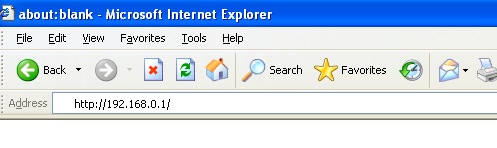 about:blank - Microsoft Internet Explorer
File Edit View Favorites Tools Help
Back Search Favorites
Address http://192.168.0.1/